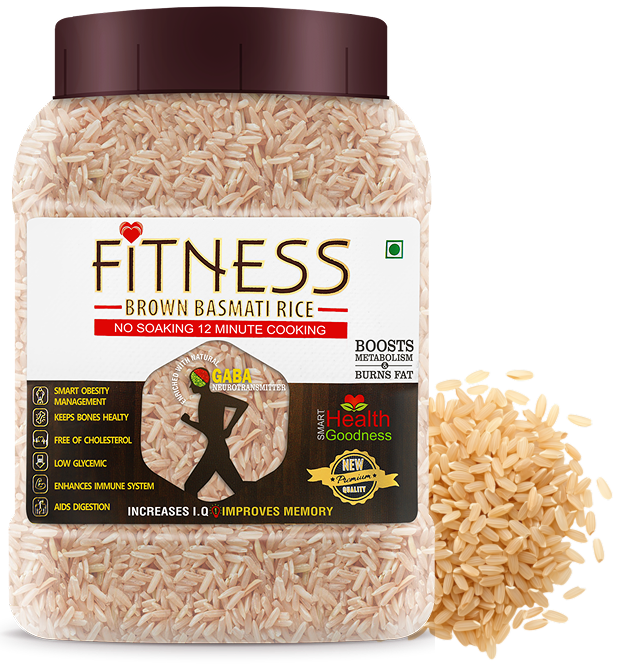 FiTNESS
BROWN BASMATI RICE
NO SOAKING 12 MINUTE COOKING
BOOSTS
METABOLISM
&
BURNS FAT
ENRICHED WITH NATURAL
GABA
NEUROTRANSMITTER
SMART OBESITY
MANAGEMENT
KEEPS BONES HEALTY
FREE OF CHOLESTEROL
LOW GLYCEMIC
ENHANCES IMMUNE SYSTEM
AIDS DIGESTION
SMART
Health
Goodness
NEW
Premium
QUALITY
INCREASES I.Q IMPROVES MEMORY